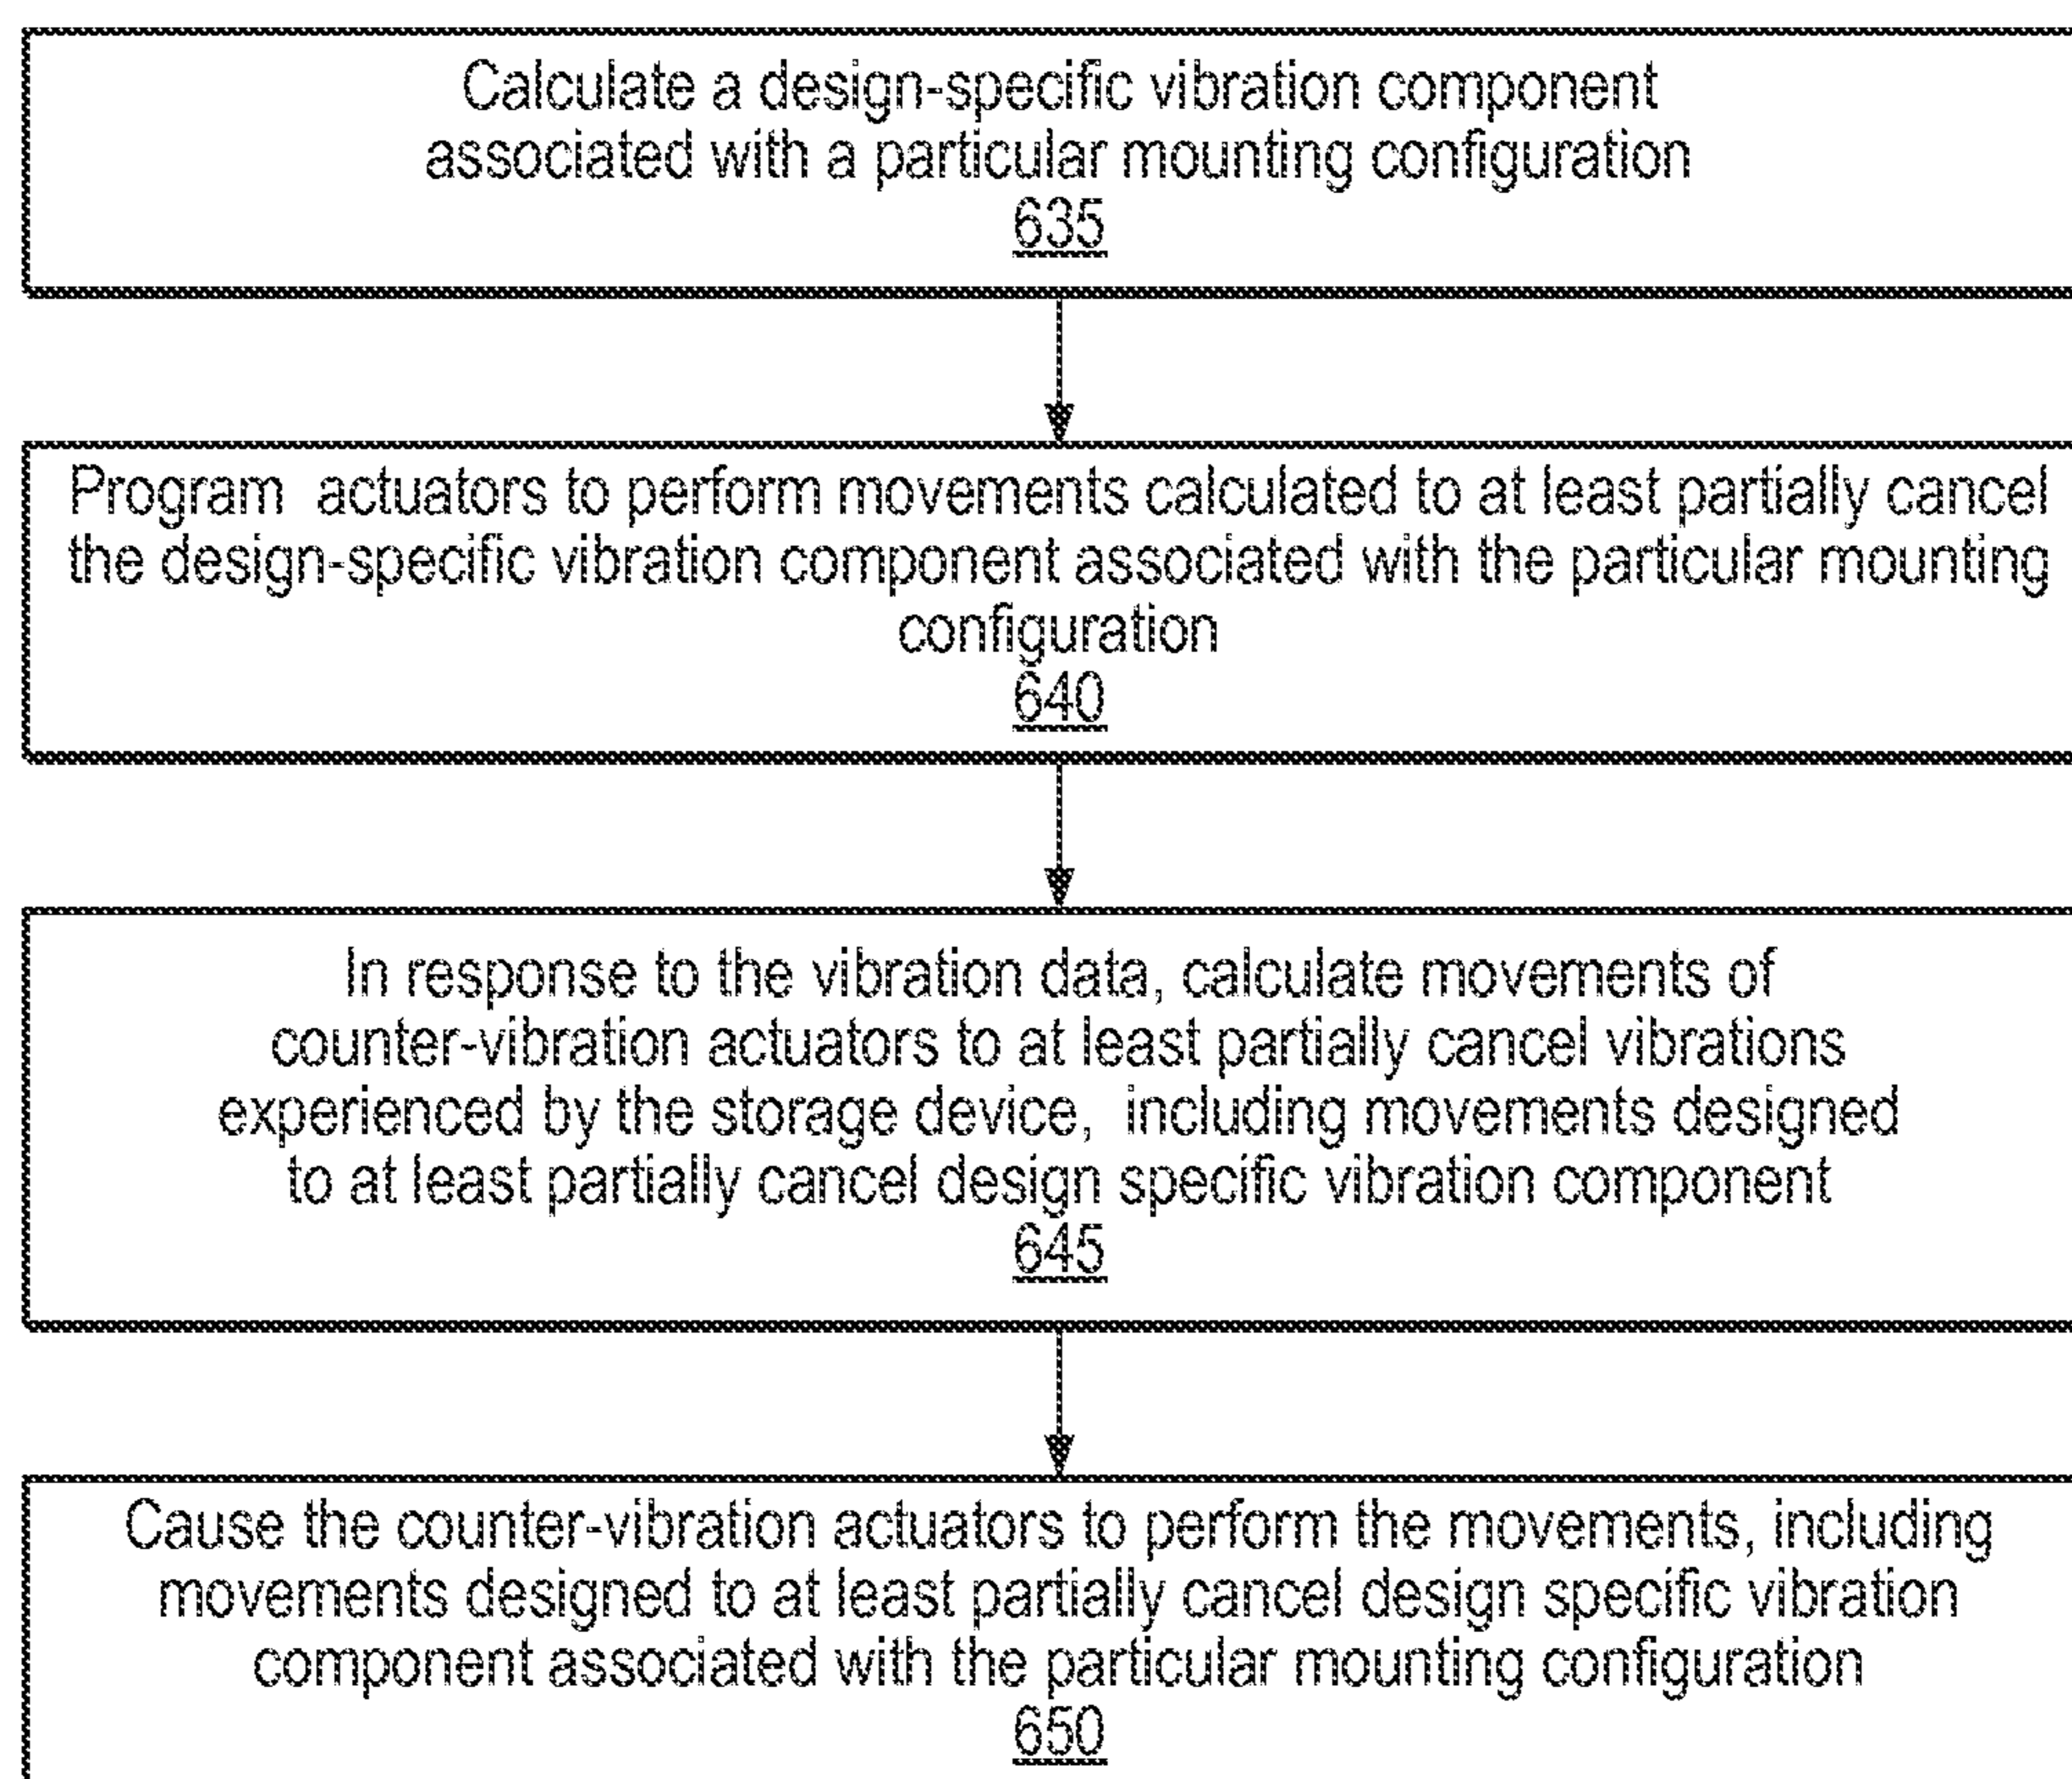 Calculate a design-specific vibration component
associated with a particular mounting configuration
635
Program actuators to perform movements calculated to at least partially cancel
the design-specific vibration component associated with the particular mounting
configuration
640
In response to the vibration data, calculate movements of
counter-vibration actuators to at least partially cancel vibrations
experienced by the storage device, including movements designed
to at least partially cancel design specific vibration component
645
Cause the counter-vibration actuators to perform the movements, including
movements designed to at least partially cancel design specific vibration
component associated with the particular mounting configuration
650